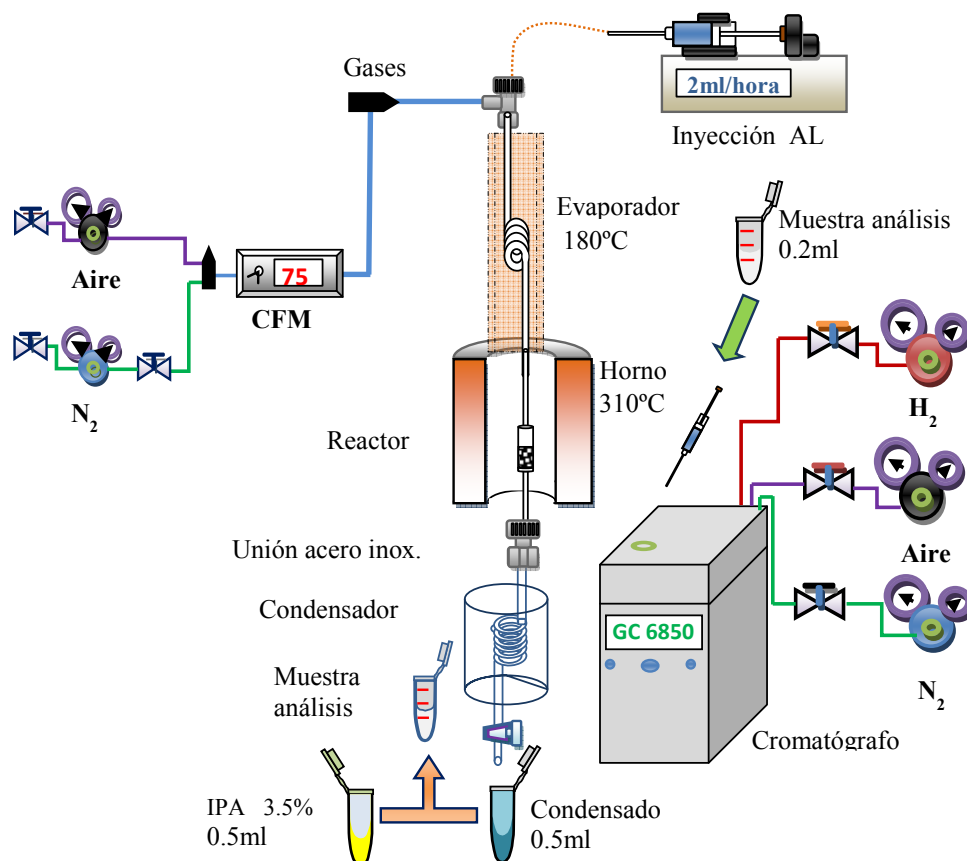 Gases
2ml/hora
Inyección AL
Evaporador
180ºC
Muestra análisis
0.2ml
Aire
75
CFM
N2
Horno
310ºC
H2
Reactor
Unión acero inox.
Aire
Condensador
GC 6850
Muestra
análisis
N2
Cromatógrafo
IPA 3.5%
0.5ml
Condensado
0.5ml